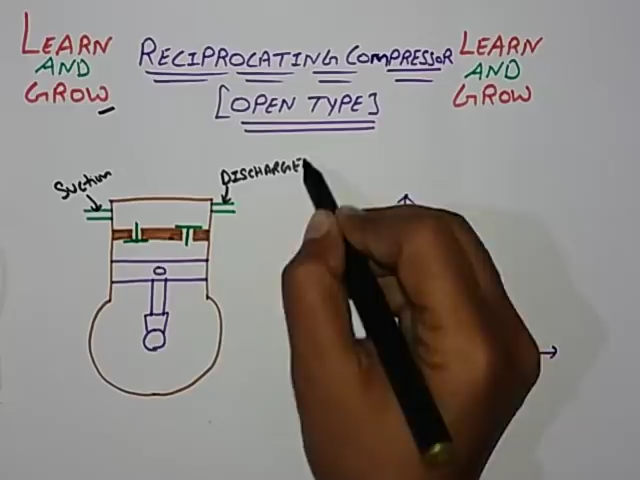 LEARN
AND
GROW
RECIPROCATING COMPRESSOR
[OPEN TYPE]
LEARN
AND
GROW
Suction
DISCHARGE